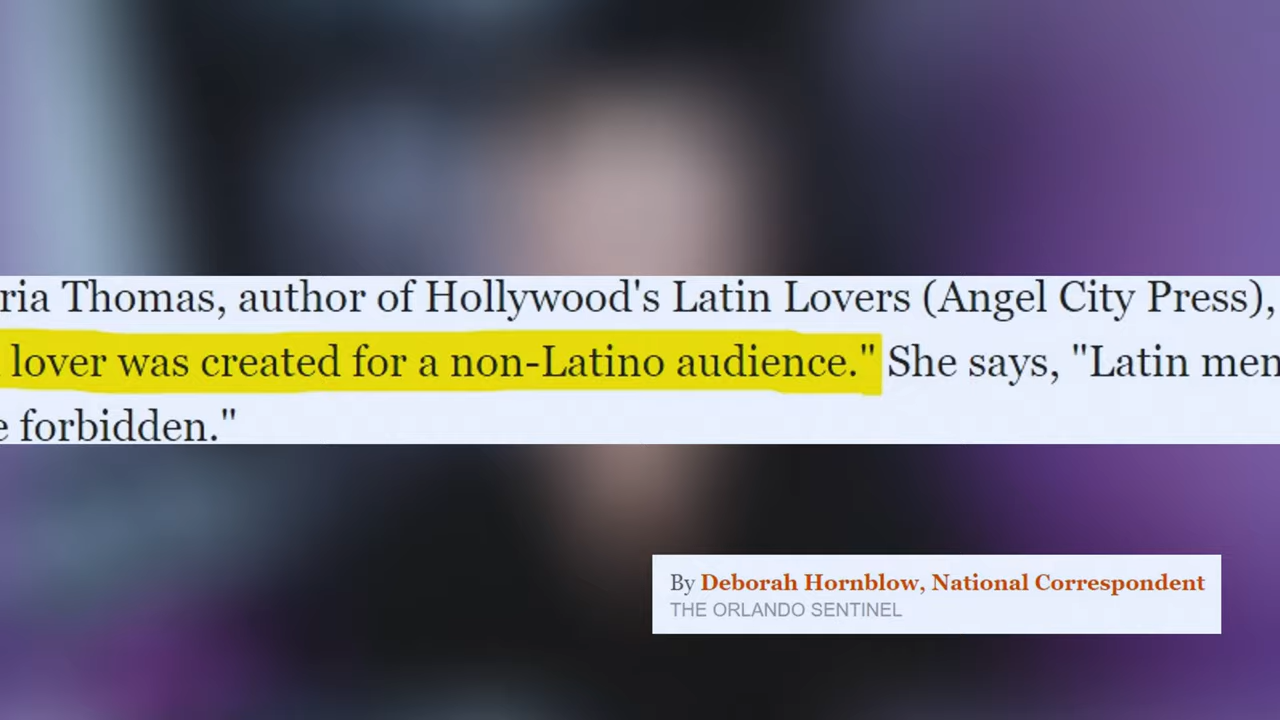 ria Thomas, author of Hollywood's Latin Lovers (Angel City Press),
lover was created for a non-Latino audience." She says, "Latin men
e forbidden."
By Deborah Hornblow, National Correspondent
THE ORLANDO SENTINEL